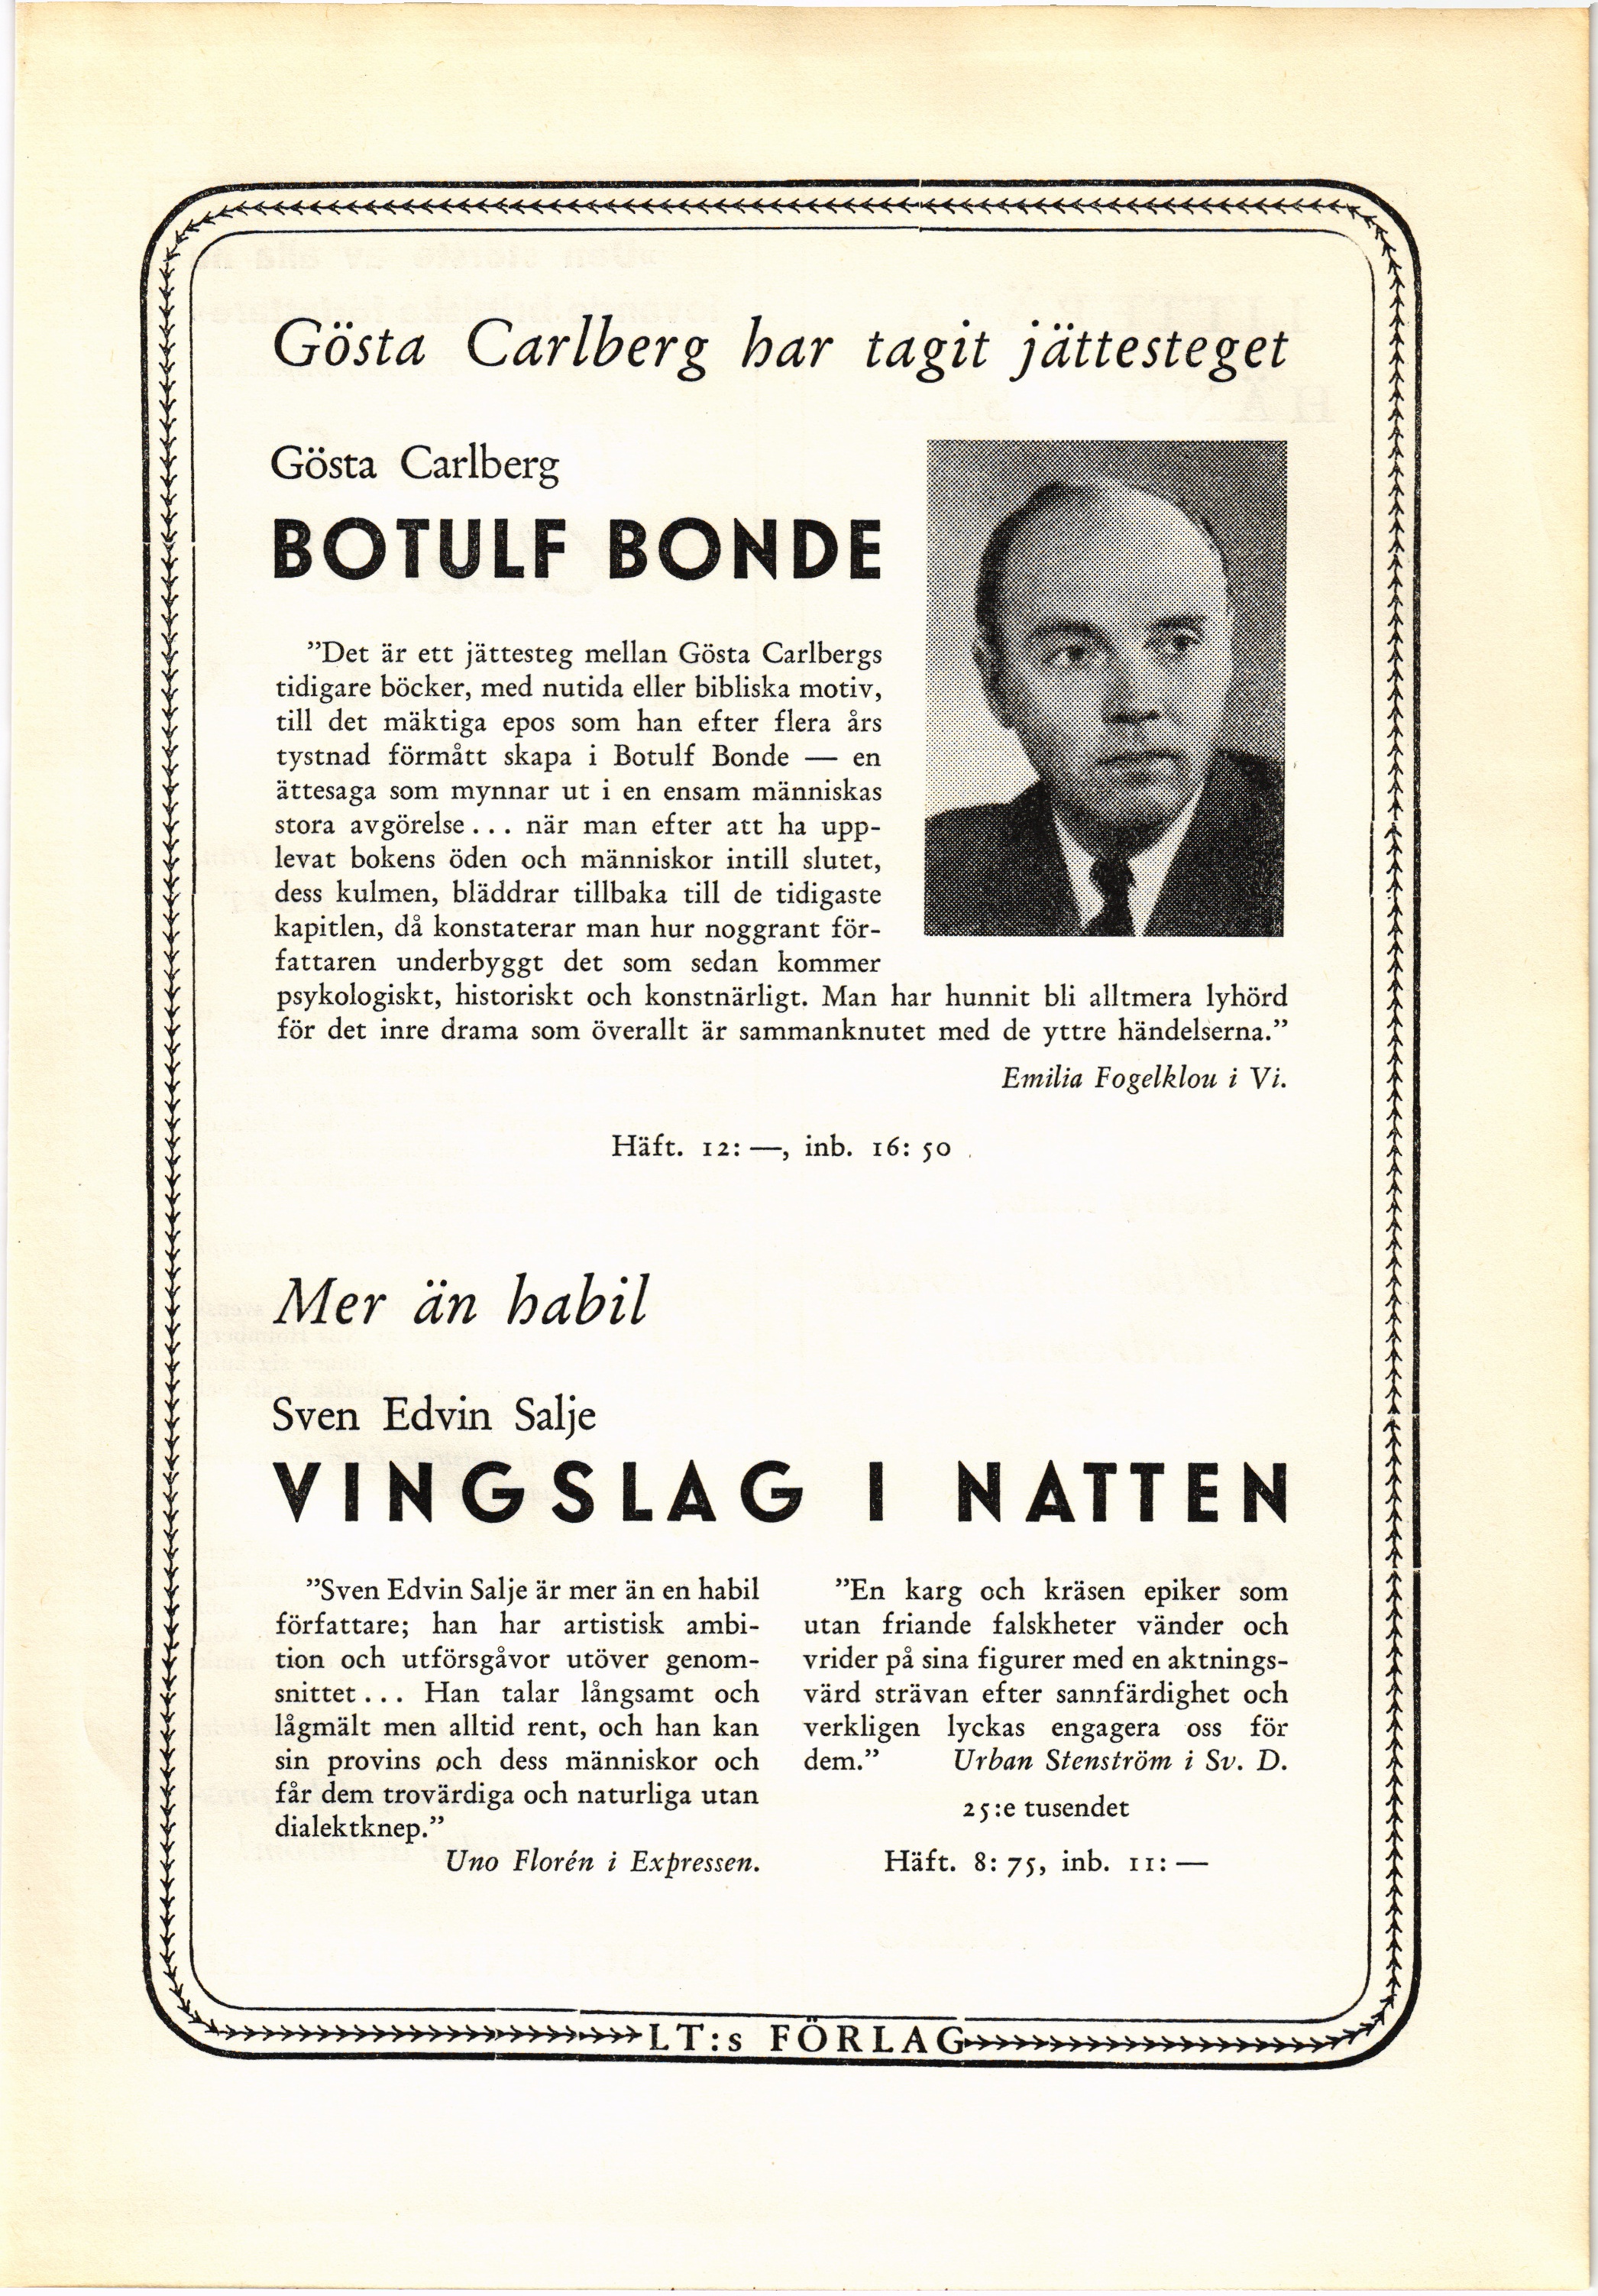 Gösta Carlberg har tagit jättesteget
Gösta Carlberg
BOTULF BONDE
”Det är ett jättesteg mellan Gösta Carlbergs
tidigare böcker, med nutida eller bibliska motiv,
till det mäktiga epos som han efter flera års
tystnad förmått skapa i Botulf Bonde — en
ättesaga som mynnar ut i en ensam människas
stora avgörelse... när man efter att ha upp-
levat bokens öden och människor intill slutet,
dess kulmen, bläddrar tillbaka till de tidigaste
kapitlen, då konstaterar man hur noggrant för-
fattaren underbyggt det som sedan kommer
psykologiskt, historiskt och konstnärligt. Man har hunnit bli alltmera lyhörd
för det inre drama som överallt är sammanknutet med de yttre händelserna.”
Emilia Fogelklou i Vi.
Häft. 12: —, inb. 16: 50
Mer än habil
Sven Edvin Salje
VINGSLAG I NATTEN
”Sven Edvin Salje är mer än en habil
författare; han har artistisk ambi-
tion och utförsgåvor utöver genom-
snittet... Han talar långsamt och
lågmält men alltid rent, och han kan
sin provins och dess människor och
får dem trovärdiga och naturliga utan
dialektknep.”
Uno Florén i Expressen.
”En karg och kräsen epiker som
utan friande falskheter vänder och
vrider på sina figurer med en aktnings-
värd strävan efter sannfärdighet och
verkligen lyckas engagera oss för
dem.” Urban Stenström i Sv. D.
25:e tusendet
Häft. 8: 75, inb. 11: —
LT:s FÖRLAG